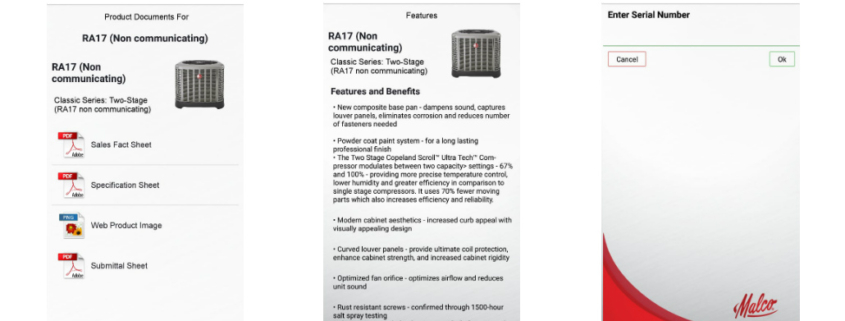 Product Documents For
RA17 (Non communicating)
RA17 (Non
communicating)
Classic Series: Two-Stage
(RA17 non communicating)
PDF
Adobe
Sales Fact Sheet
PDF
Adobe
Specification Sheet
PNG
Web Product Image
PDF
Adobe
Submittal Sheet
Features
RA17 (Non
communicating)
Classic Series: Two-Stage
(RA17 non communicating)
Features and Benefits
• New composite base pan - dampens sound, captures
louver panels, eliminates corrosion and reduces number
of fasteners needed
• Powder coat paint system - for a long lasting
professional finish
• The Two Stage Copeland Scroll™ Ultra Tech™ Com-
pressor modulates between two capacity> settings - 67%
and 100% - providing more precise temperature control,
lower humidity and greater efficiency in comparison to
single stage compressors. It uses 70% fewer moving
parts which also increases efficiency and reliability.
• Modern cabinet aesthetics - increased curb appeal with
visually appealing design
• Curved louver panels - provide ultimate coil protection,
enhance cabinet strength, and increased cabinet rigidity
• Optimized fan orifice - optimizes airflow and reduces
unit sound
• Rust resistant screws - confirmed through 1500-hour
salt spray testing
Enter Serial Number
Cancel
Ok
Malco